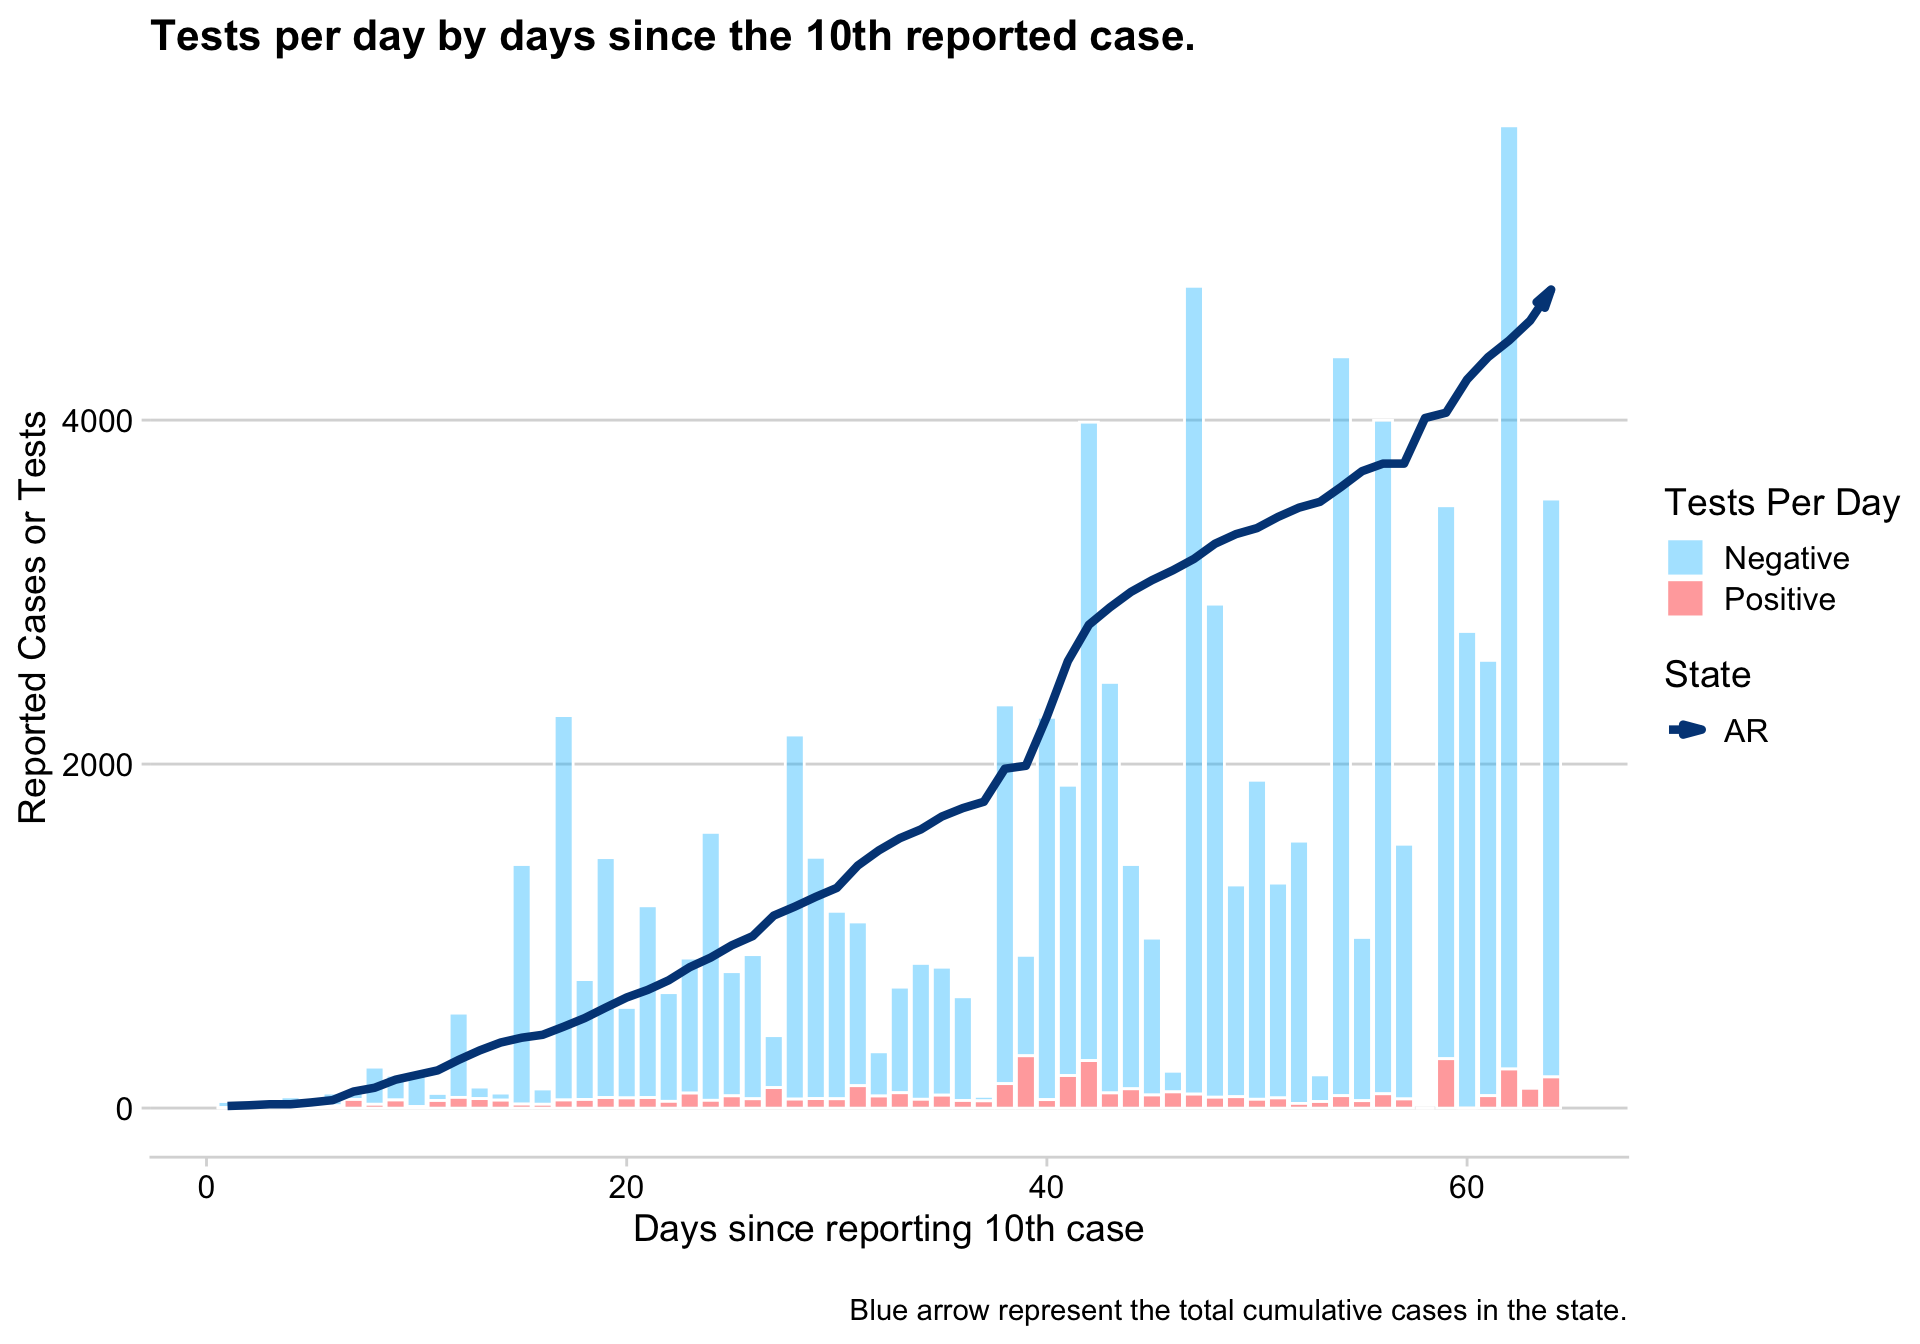 Tests per day by days since the 10th reported case.
Reported Cases or Tests
4000
2000
0
0
20
40
60
Days since reporting 10th case
Tests Per Day
Negative
Positive
State
AR
Blue arrow represent the total cumulative cases in the state.